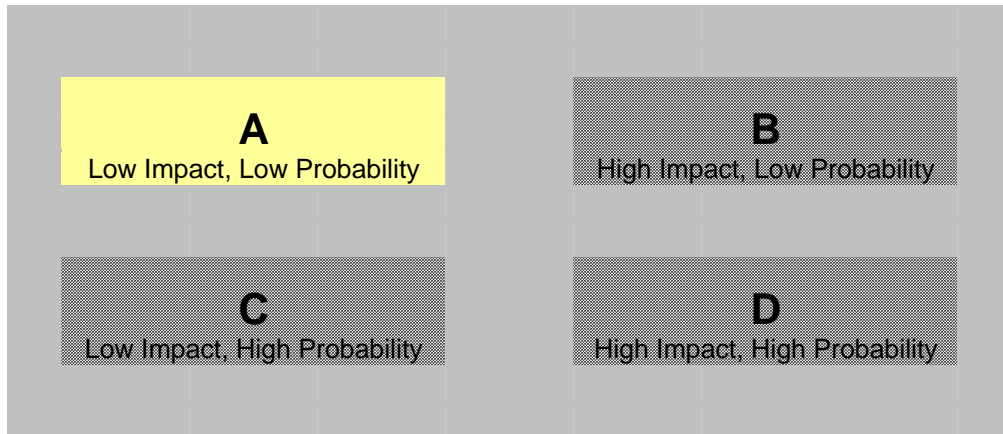 A
Low Impact, Low Probability
B
High Impact, Low Probability
C
Low Impact, High Probability
D
High Impact, High Probability